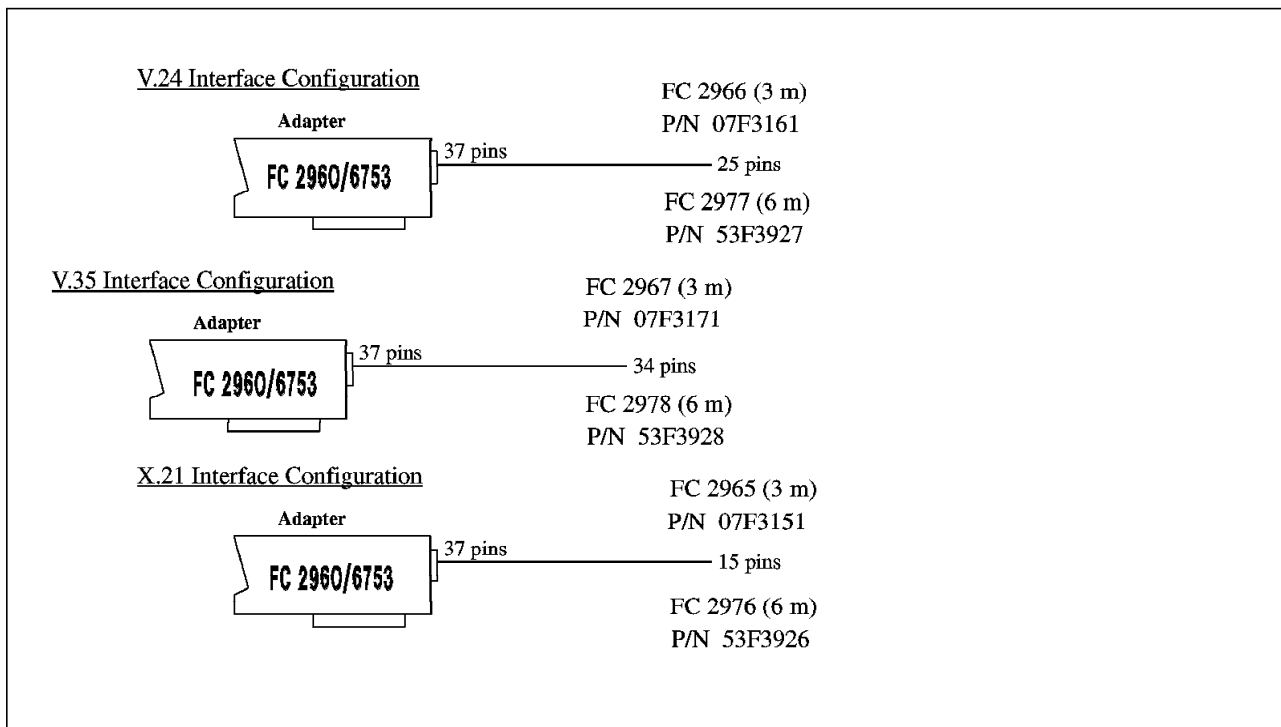 V.24 Interface Configuration
FC 2966 (3 m)
P/N 07F3161
Adapter
FC 2960/6753
37 pins
25 pins
FC 2977 (6 m)
P/N 53F3927
V.35 Interface Configuration
FC 2967 (3 m)
P/N 07F3171
Adapter
FC 2960/6753
37 pins
34 pins
FC 2978 (6 m)
P/N 53F3928
X.21 Interface Configuration
FC 2965 (3 m)
P/N 07F3151
Adapter
FC 2960/6753
37 pins
15 pins
FC 2976 (6 m)
P/N 53F3926